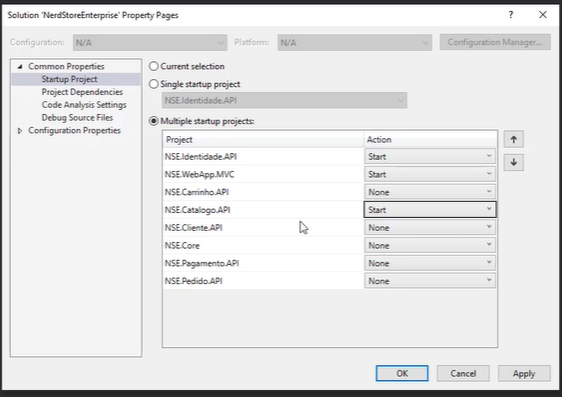 Solution 'NerdStoreEnterprise' Property Pages ? ×
Configuration: N/A Platform: N/A Configuration Manager...
Common Properties
Startup Project
Project Dependencies
Code Analysis Settings
Debug Source Files
Configuration Properties
Current selection
Single startup project
NSE.Identidade.API
Multiple startup projects:
Project Action
NSE.Identidade.API Start
NSE.WebApp.MVC Start
NSE.Carrinho.API None
NSE.Catalogo.API Start
NSE.Cliente.API None
NSE.Core None
NSE.Pagamento.API None
NSE.Pedido.API None
OK Cancel Apply